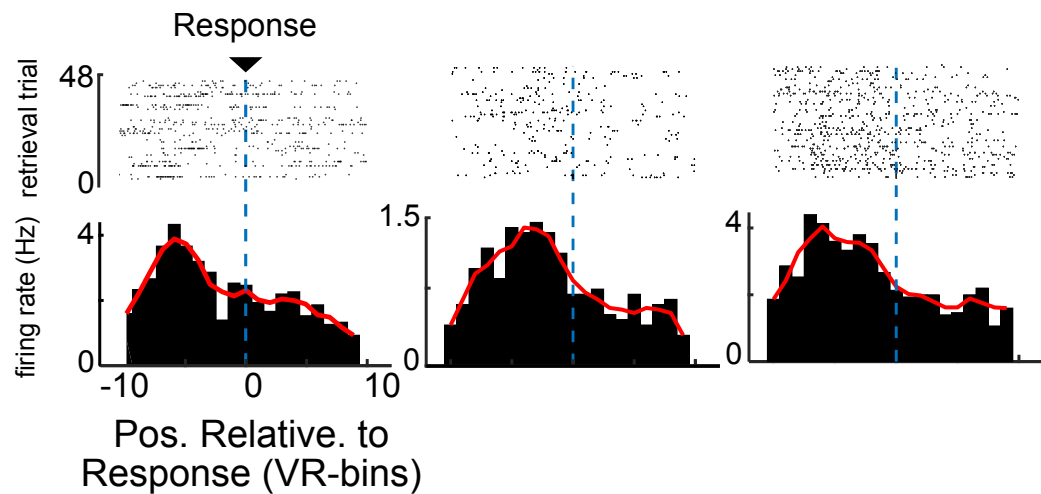 Response
retrieval trial
48
0
firing rate (Hz)
4
0
1.5
0
4
0
-10
0
10
Pos. Relative. to
Response (VR-bins)